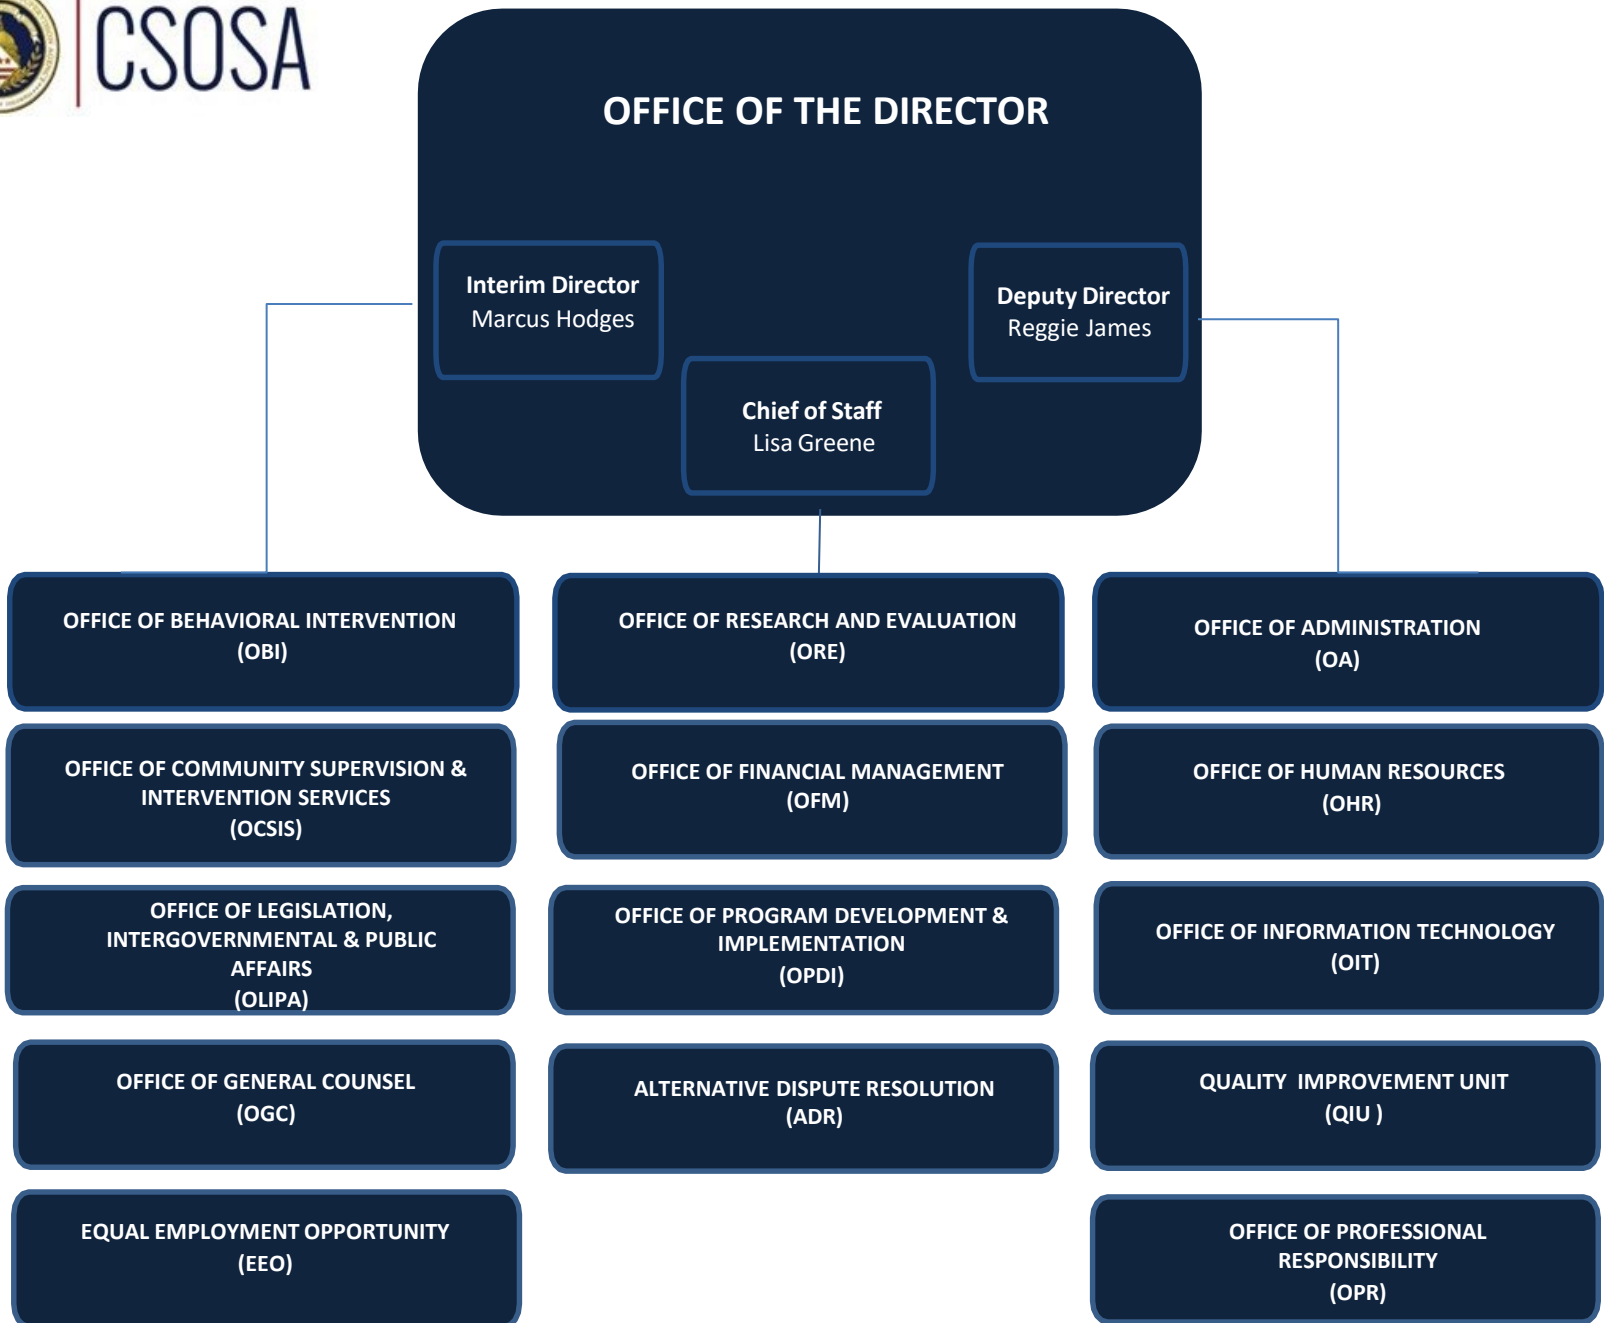 CSOSA
OFFICE OF THE DIRECTOR
Interim Director
Marcus Hodges
Deputy Director
Reggie James
Chief of Staff
Lisa Greene
OFFICE OF BEHAVIORAL INTERVENTION
(OBI)
OFFICE OF COMMUNITY SUPERVISION &
INTERVENTION SERVICES
(OCSIS)
OFFICE OF LEGISLATION,
INTERGOVERNMENTAL & PUBLIC
AFFAIRS
(OLIPA)
OFFICE OF GENERAL COUNSEL
(OGC)
EQUAL EMPLOYMENT OPPORTUNITY
(EEO)
OFFICE OF RESEARCH AND EVALUATION
(ORE)
OFFICE OF FINANCIAL MANAGEMENT
(OFM)
OFFICE OF PROGRAM DEVELOPMENT &
IMPLEMENTATION
(OPDI)
ALTERNATIVE DISPUTE RESOLUTION
(ADR)
OFFICE OF ADMINISTRATION
(OA)
OFFICE OF HUMAN RESOURCES
(OHR)
OFFICE OF INFORMATION TECHNOLOGY
(OIT)
QUALITY IMPROVEMENT UNIT
(QIU )
OFFICE OF PROFESSIONAL
RESPONSIBILITY
(OPR)